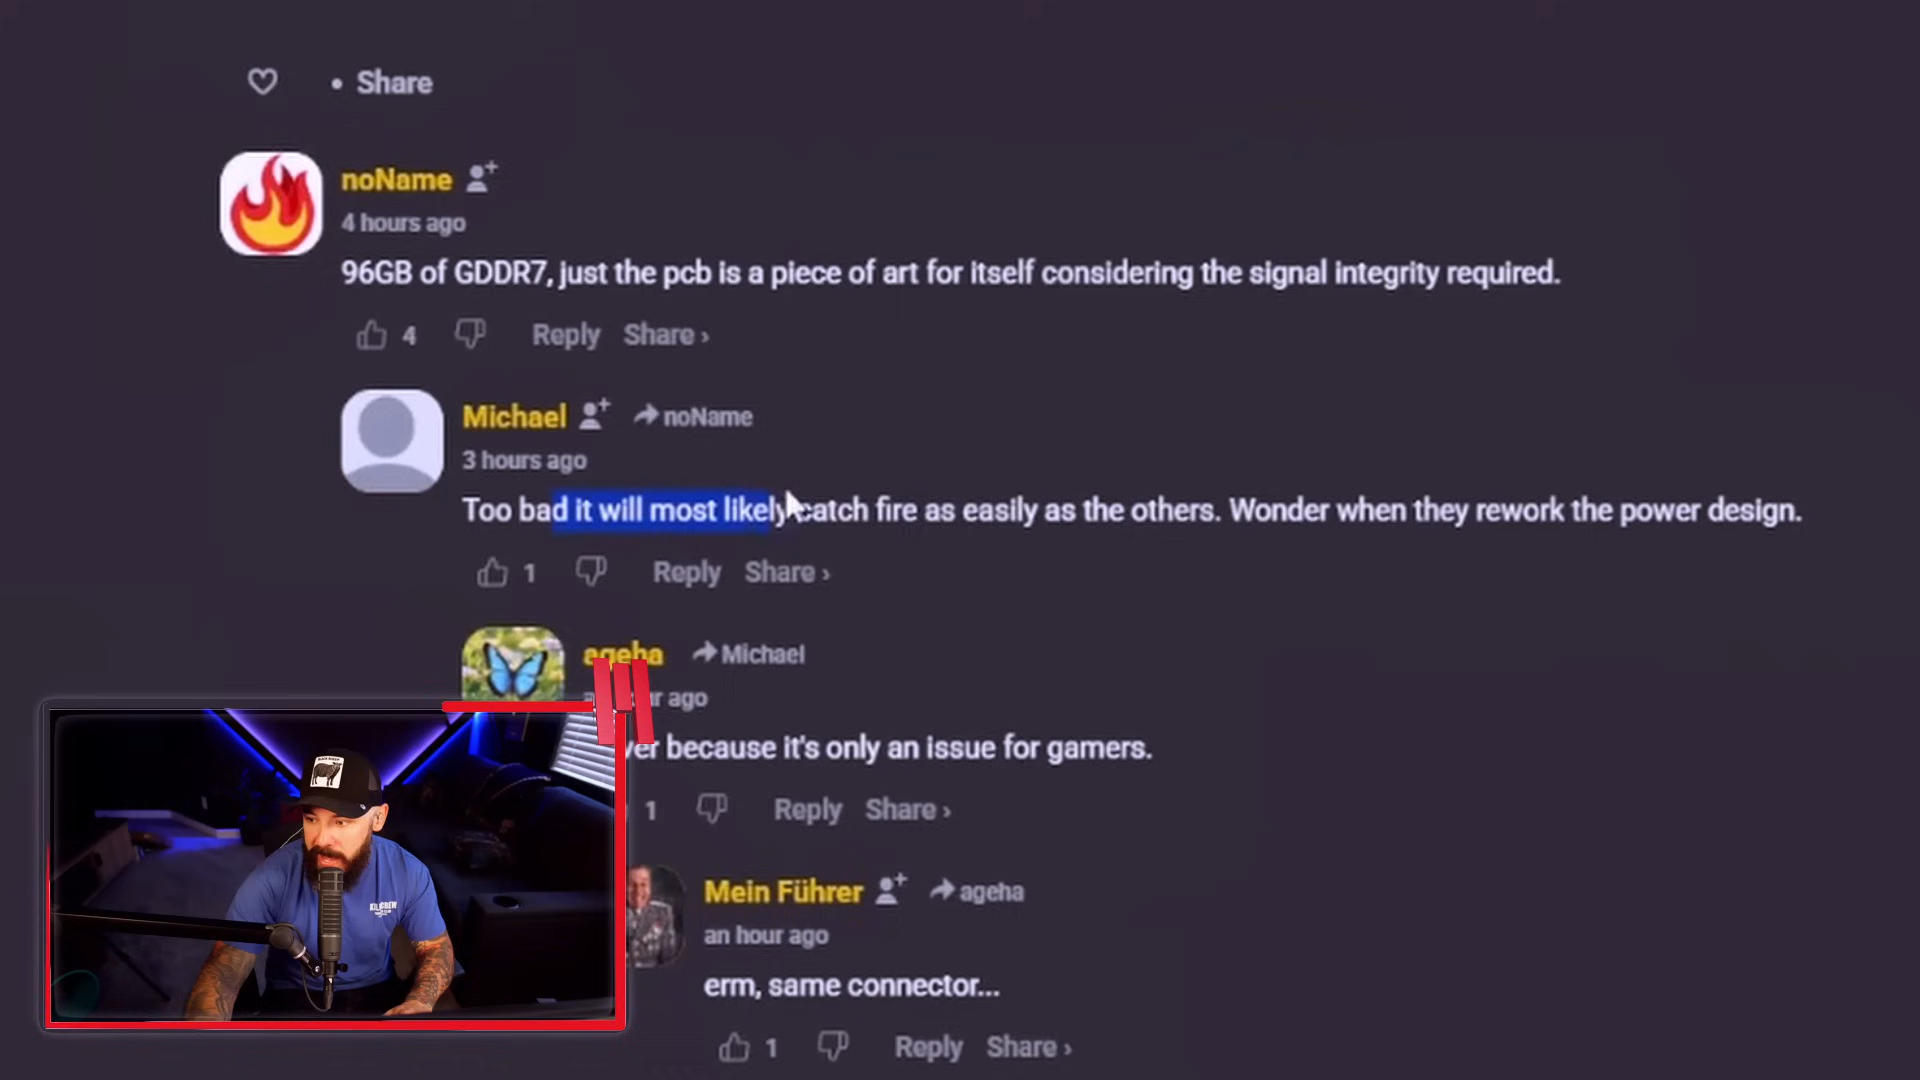 • Share
noName
4 hours ago
96GB of GDDR7, just the pcb is a piece of art for itself considering the signal integrity required.
4 Reply Share ›
Michael noName
3 hours ago
Too bad it will most likely catch fire as easily as the others. Wonder when they rework the power design.
1 Reply Share ›
ageha Michael
ago
because it's only an issue for gamers.
1 Reply Share ›
Mein Führer ageha
an hour ago
erm, same connector...
1 Reply Share ›